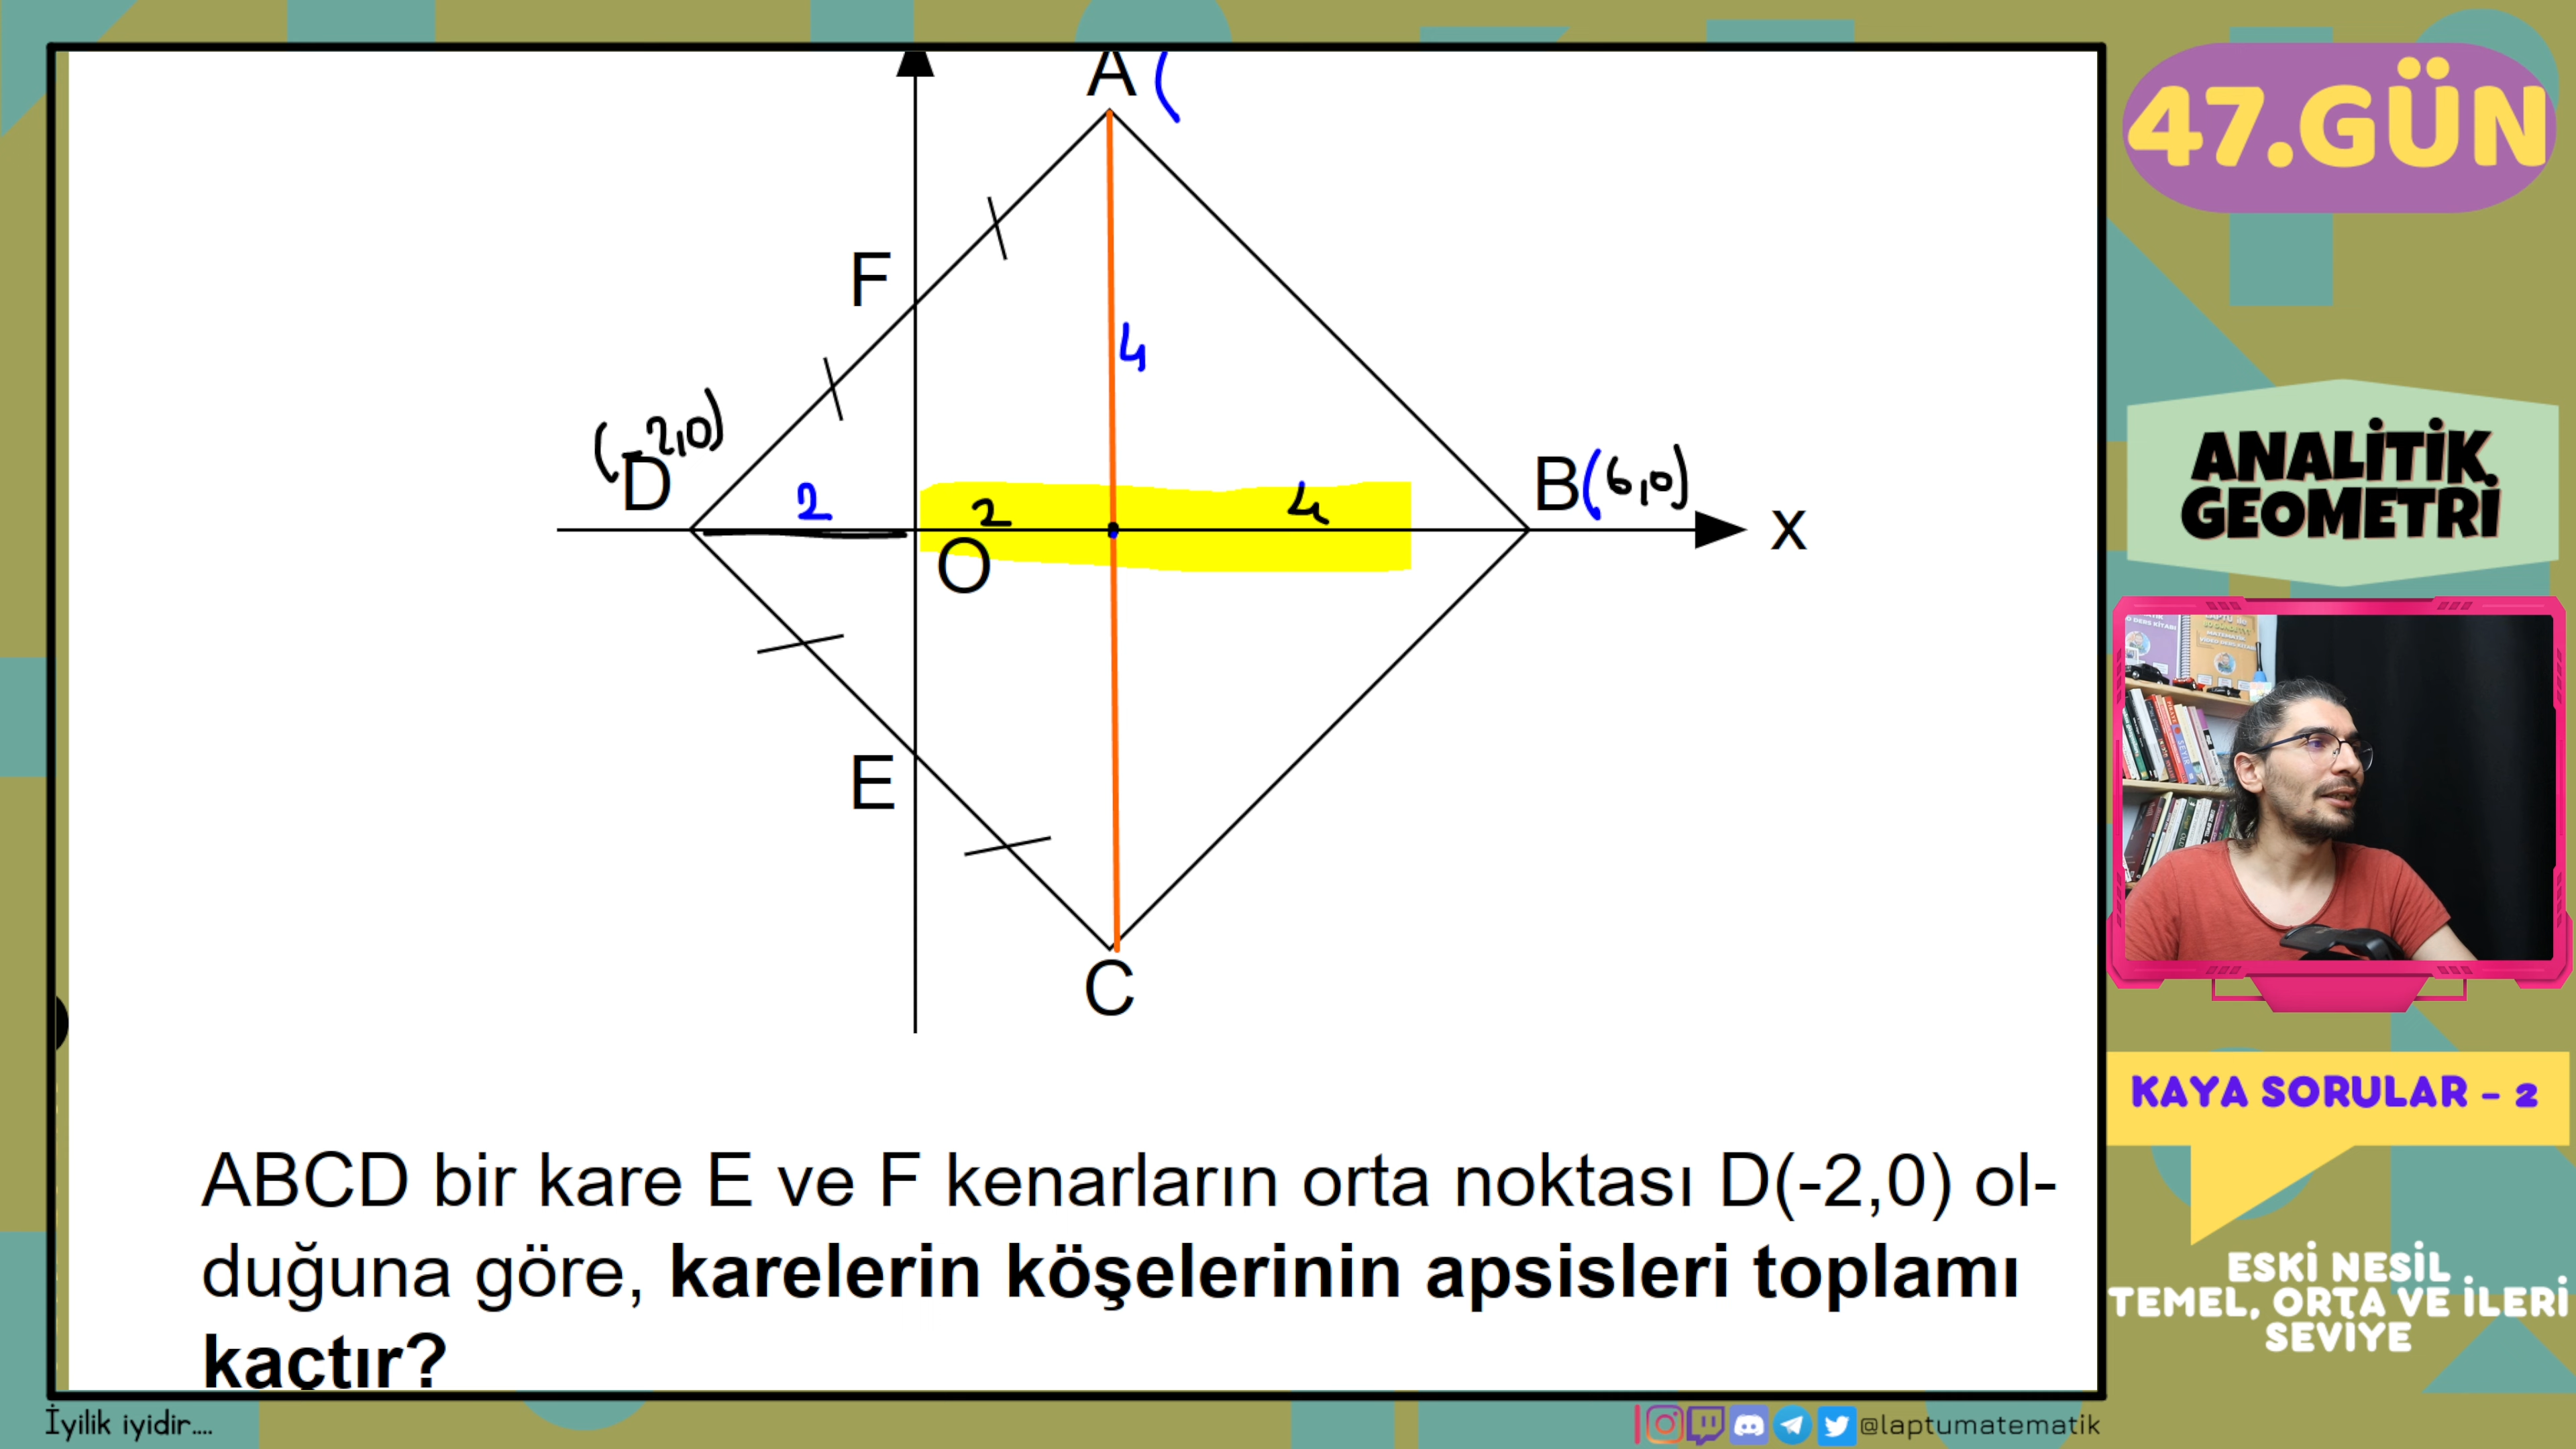 A (
F
4
(-2,0)
D
2
2
4
B(6,0)
x
O
E
C
ABCD bir kare E ve F kenarların orta noktası D(-2,0) ol-
duğuna göre, karelerin köşelerinin apsisleri toplamı
kaçtır?
47.GÜN
ANALİTİK
GEOMETRİ
KAYA SORULAR - 2
ESKİ NESİL
TEMEL, ORTA VE İLERİ
SEVİYE
İyilik iyidir....
@laptumatematik